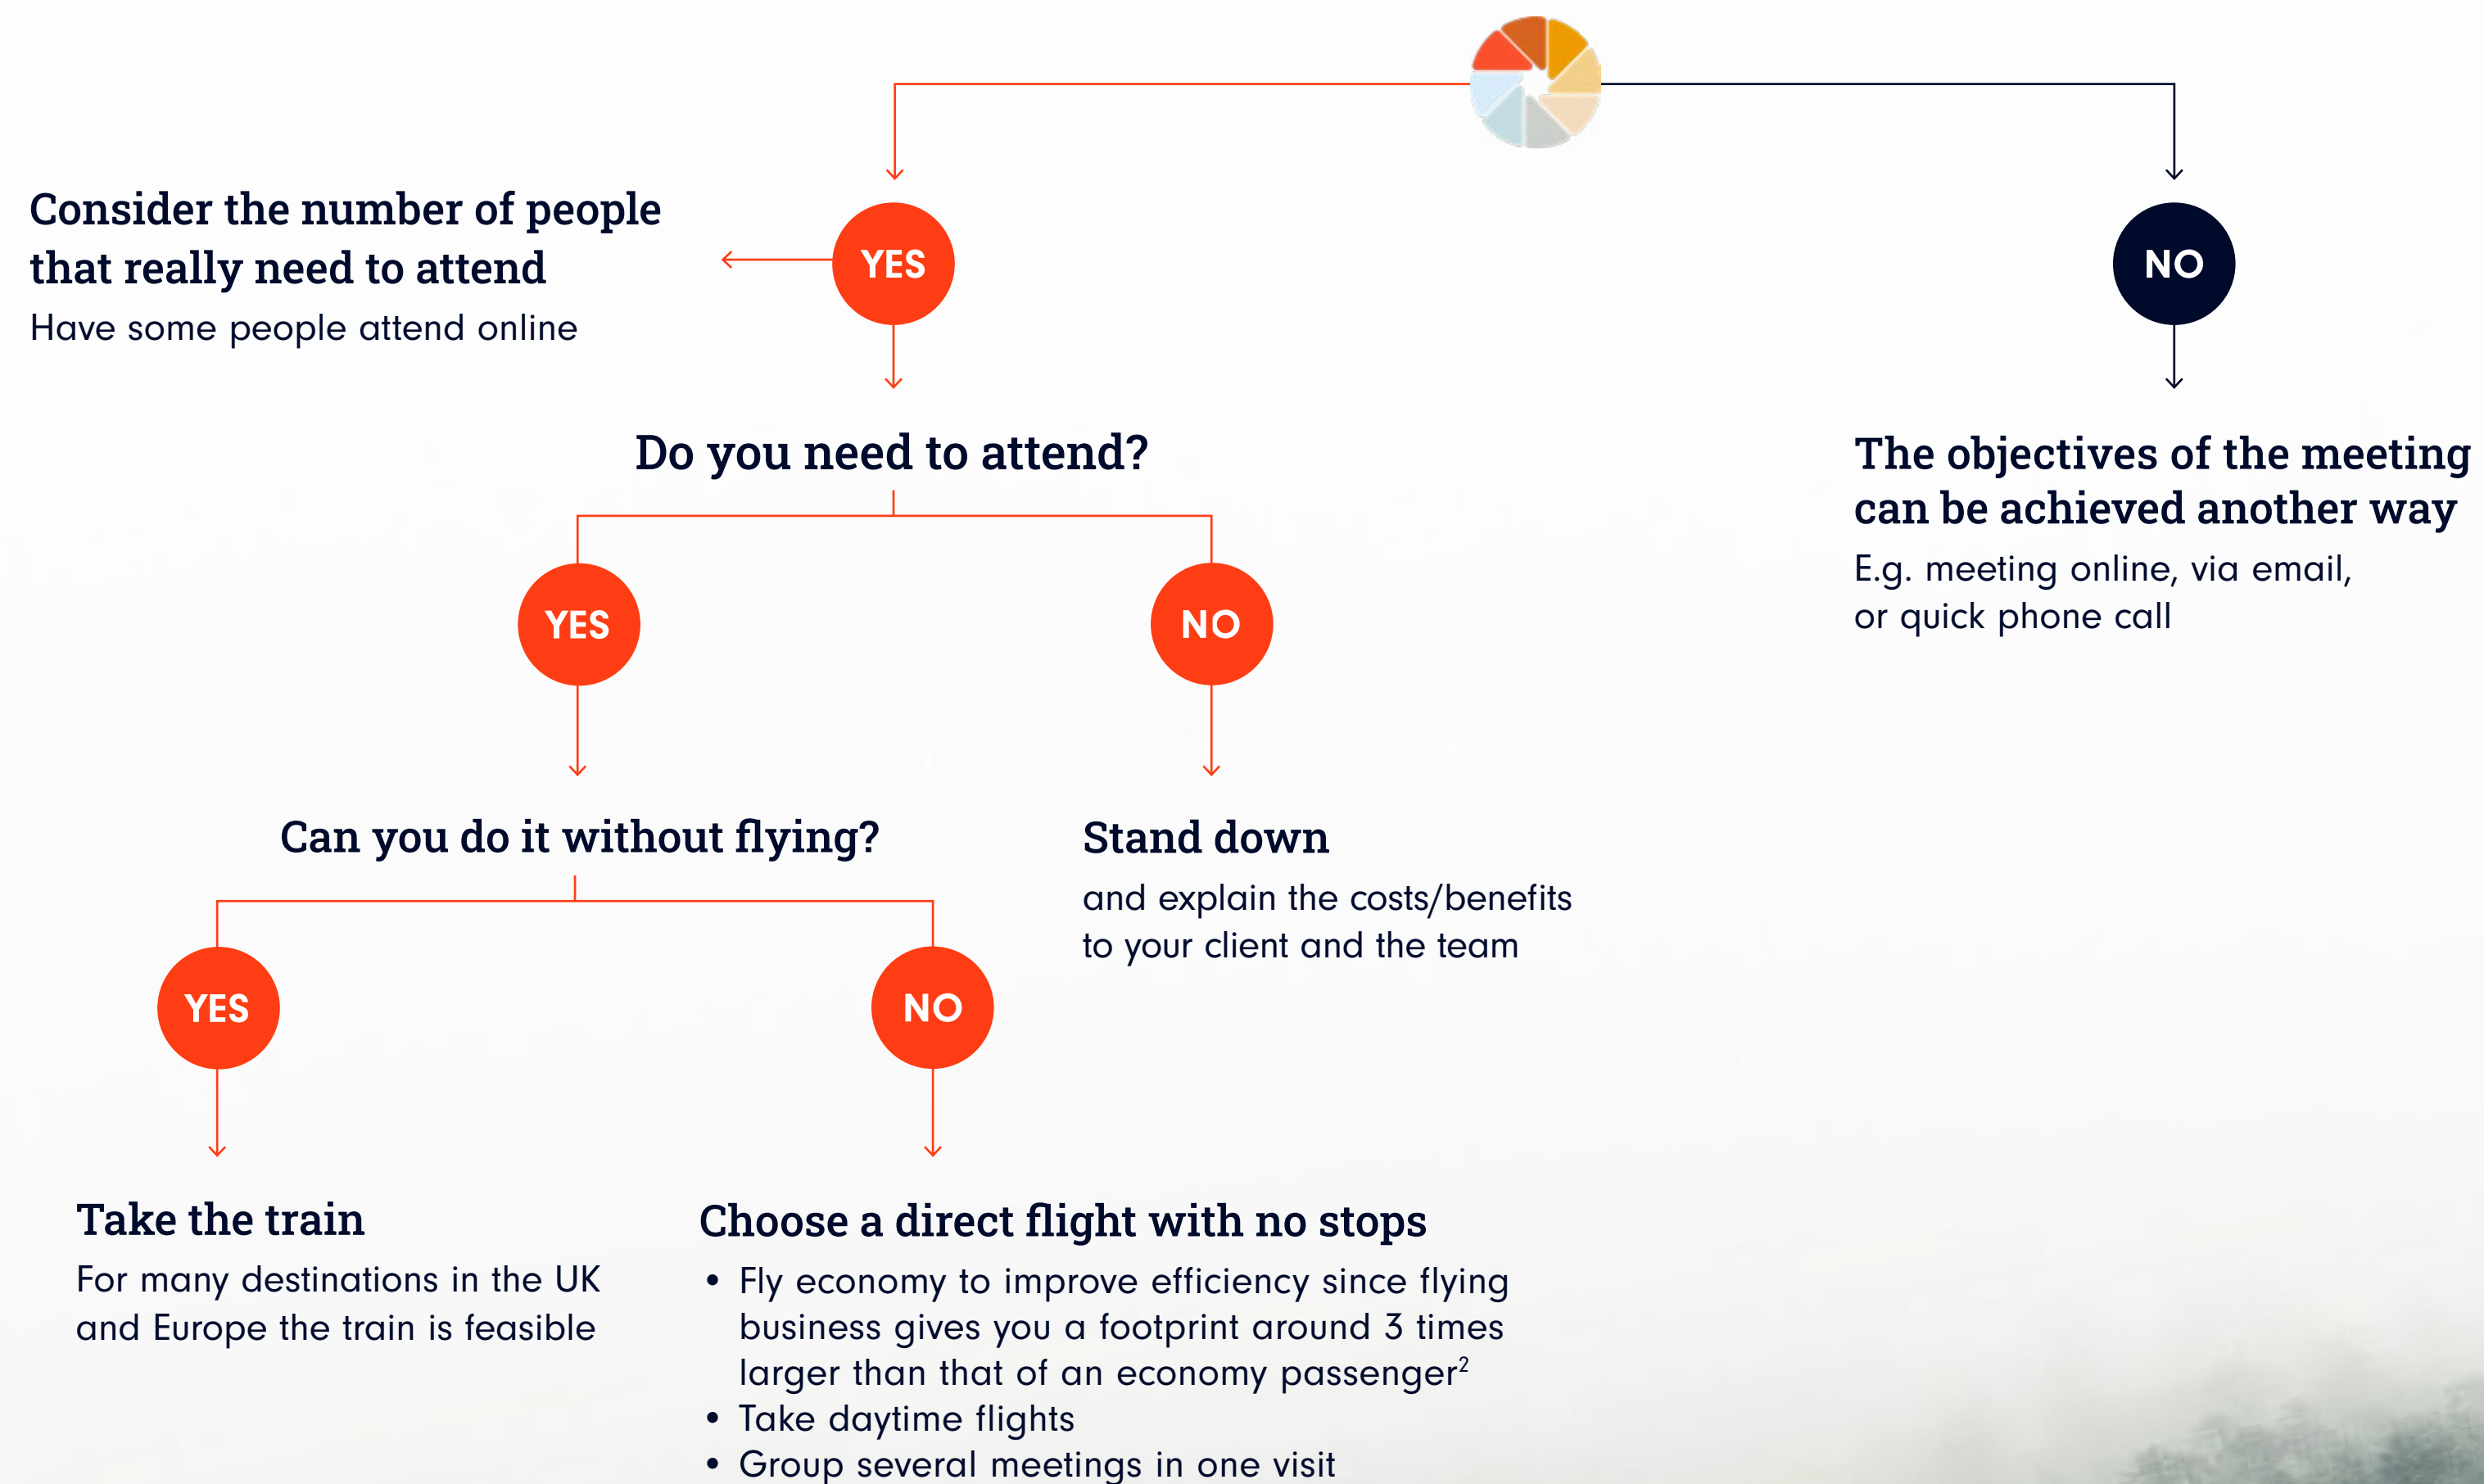 Consider the number of people
that really need to attend
Have some people attend online
YES
NO
Do you need to attend?
The objectives of the meeting
can be achieved another way
E.g. meeting online, via email,
or quick phone call
YES
NO
Can you do it without flying?
Stand down
and explain the costs/benefits
to your client and the team
YES
NO
Take the train
For many destinations in the UK
and Europe the train is feasible
Choose a direct flight with no stops
• Fly economy to improve efficiency since flying
business gives you a footprint around 3 times
larger than that of an economy passenger²
• Take daytime flights
• Group several meetings in one visit